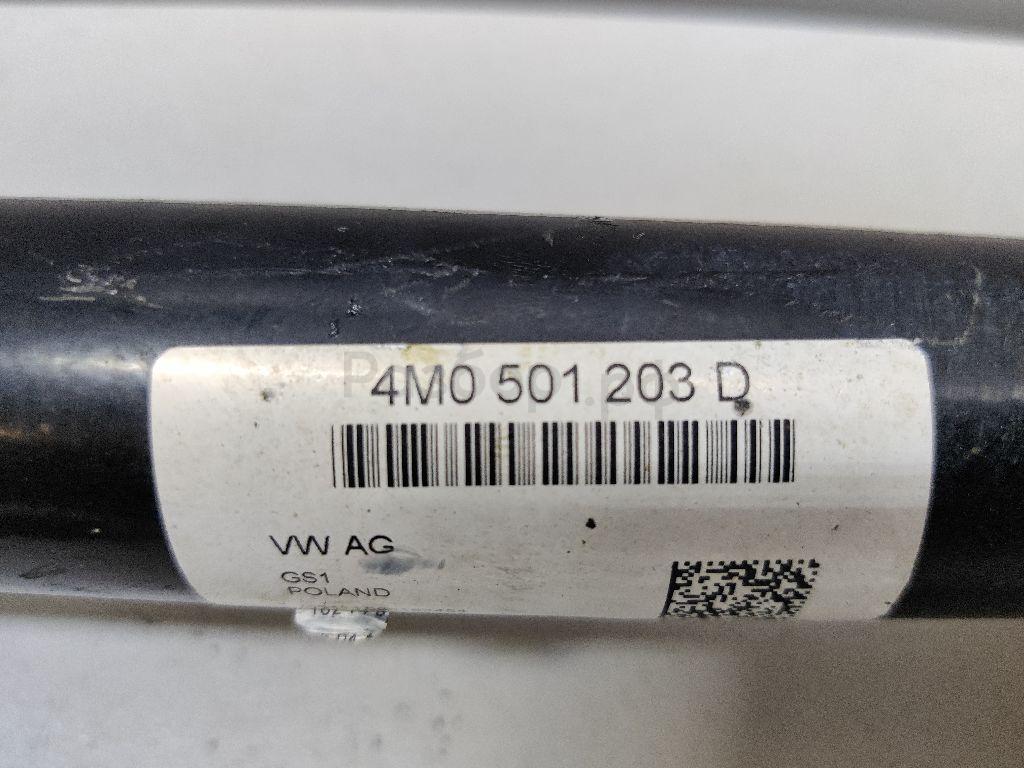 4M0 501 203 D
VW AG
GS1
POLAND